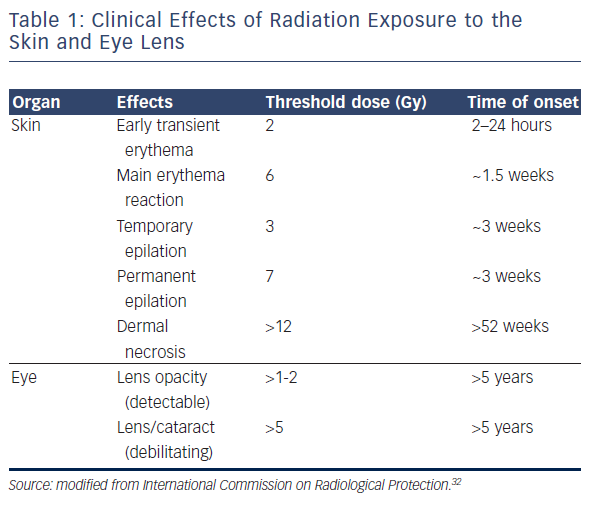 Table 1: Clinical Effects of Radiation Exposure to the
Skin and Eye Lens
Organ Effects Threshold dose (Gy) Time of onset
Skin Early transient 2 2–24 hours
erythema
Main erythema 6 ~1.5 weeks
reaction
Temporary 3 ~3 weeks
epilation
Permanent 7 ~3 weeks
epilation
Dermal >12 >52 weeks
necrosis
Eye Lens opacity >1-2 >5 years
(detectable)
Lens/cataract >5 >5 years
(debilitating)
Source: modified from International Commission on Radiological Protection.32